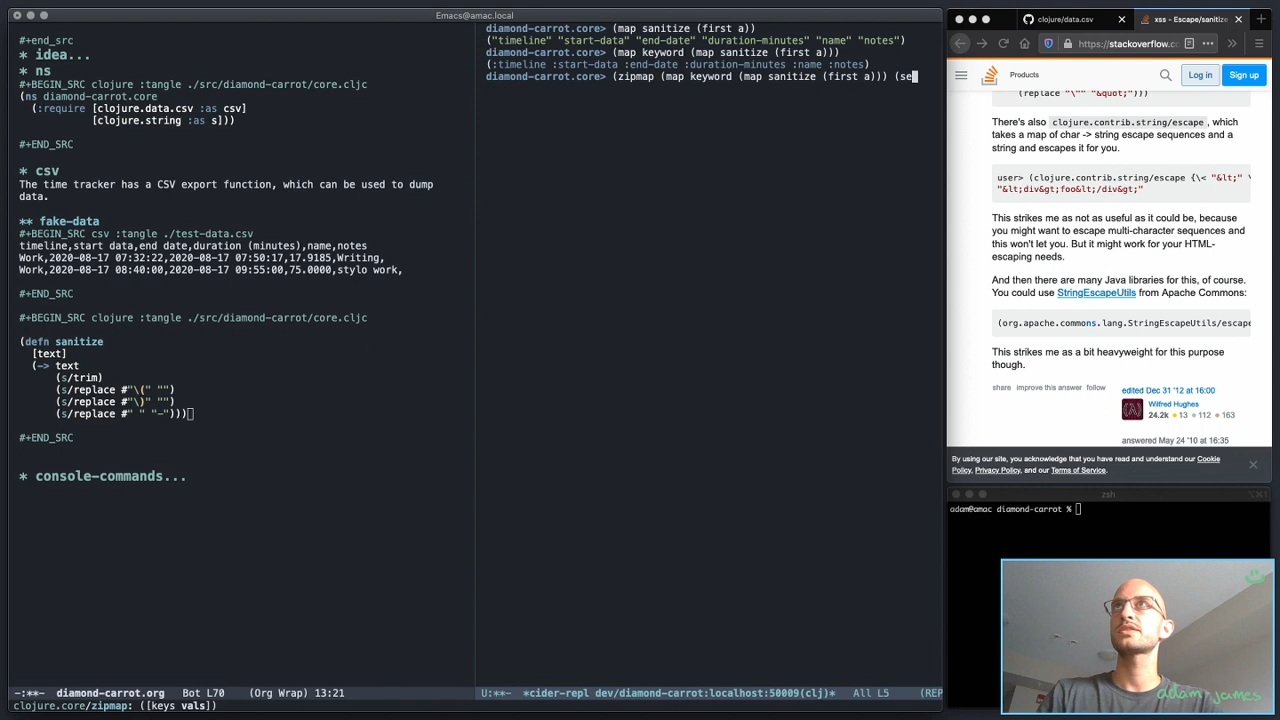 Emacs@amac.local
#+end_src
* idea...
* ns
#+BEGIN_SRC clojure :tangle ./src/diamond-carrot/core.cljc
(ns diamond-carrot.core
(:require [clojure.data.csv :as csv]
[clojure.string :as s]))
#+END_SRC
* csv
The time tracker has a CSV export function, which can be used to dump
data.
** fake-data
#+BEGIN_SRC csv :tangle ./test-data.csv
timeline,start data,end date,duration (minutes),name,notes
Work,2020-08-17 07:32:22,2020-08-17 07:50:17,17.9185,Writing,
Work,2020-08-17 08:40:00,2020-08-17 09:55:00,75.0000,stylo work,
#+END_SRC
#+BEGIN_SRC clojure :tangle ./src/diamond-carrot/core.cljc
(defn sanitize
[text]
(-> text
(s/trim)
(s/replace #"\(" "")
(s/replace #"\)" "")
(s/replace #" " "-")))
#+END_SRC
* console-commands...
-:**- diamond-carrot.org Bot L70 (Org Wrap) 13:21
clojure.core/zipmap: ([keys vals])
diamond-carrot.core> (map sanitize (first a))
("timeline" "start-data" "end-date" "duration-minutes" "name" "notes")
diamond-carrot.core> (map keyword (map sanitize (first a)))
(:timeline :start-data :end-date :duration-minutes :name :notes)
diamond-carrot.core> (zipmap (map keyword (map sanitize (first a))) (se
U:**- *cider-repl dev/diamond-carrot:localhost:50009(clj)* All L5 (REP
clojure/data.csv
xss - Escape/sanitize
https://stackoverflow.c
Products
Log in
Sign up
(replace "\"" "&quot;")))
There's also clojure.contrib.string/escape, which
takes a map of char -> string escape sequences and a
string and escapes it for you.
user> (clojure.contrib.string/escape {\< "&lt;" \
"&lt;div&gt;foo&lt;/div&gt;"
This strikes me as not as useful as it could be, because
you might want to escape multi-character sequences and
this won't let you. But it might work for your HTML-
escaping needs.
And then there are many Java libraries for this, of course.
You could use StringEscapeUtils from Apache Commons:
(org.apache.commons.lang.StringEscapeUtils/escape
This strikes me as a bit heavyweight for this purpose
though.
share improve this answer follow
edited Dec 31 '12 at 16:00
Wilfred Hughes
24.2k 13 112 163
answered May 24 '10 at 16:35
By using our site, you acknowledge that you have read and understand our Cookie
Policy, Privacy Policy, and our Terms of Service.
zsh
⌥⌘1
adam@amac diamond-carrot %
adam james